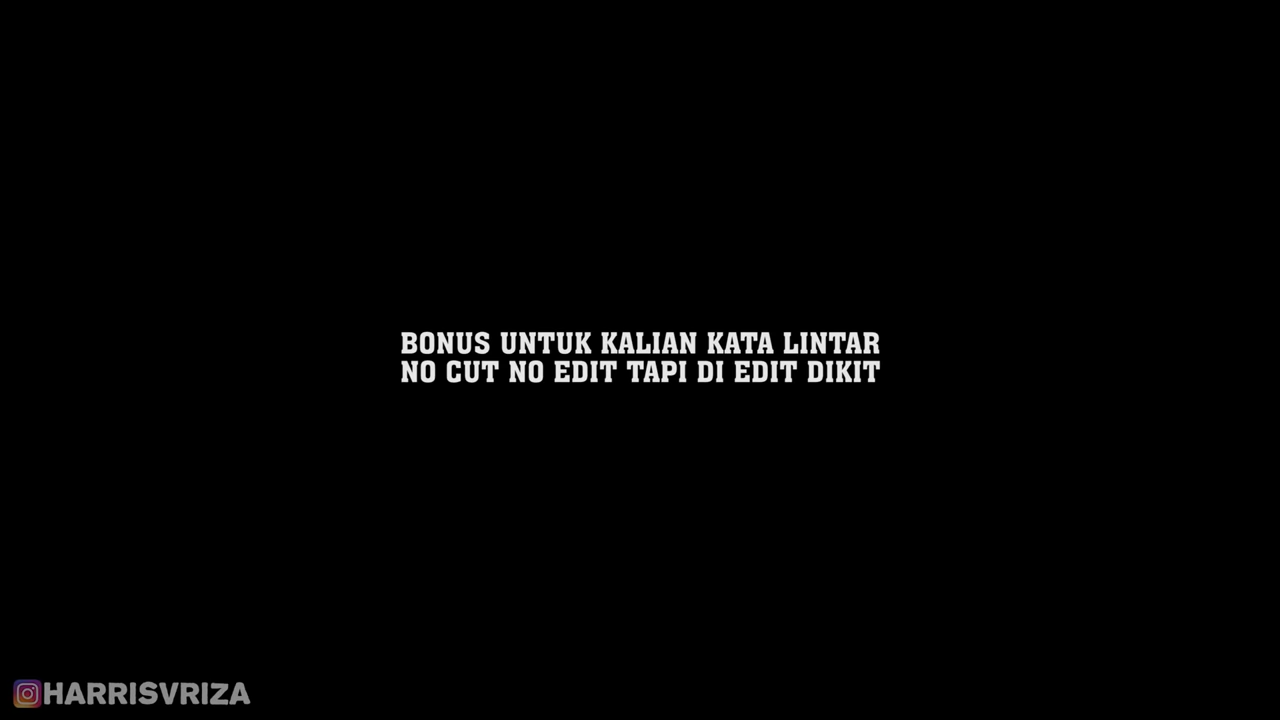 BONUS UNTUK KALIAN KATA LINTAR
NO CUT NO EDIT TAPI DI EDIT DIKIT
HARRISVRIZA